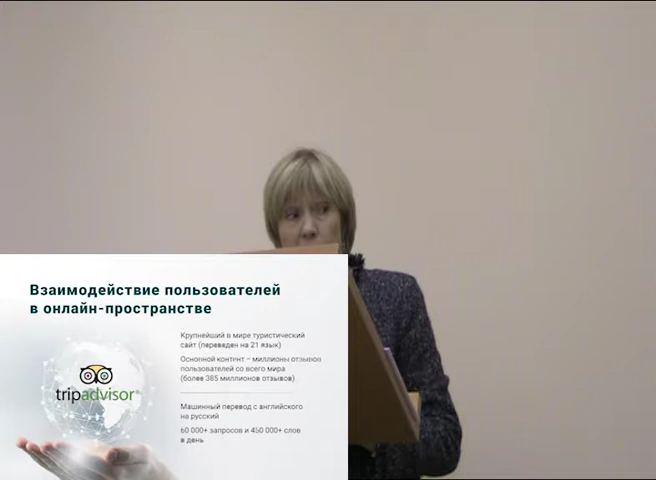 Взаимодействие пользователей
в онлайн-пространстве
Крупнейший в мире туристический
сайт (переведен на 21 язык)
Основной контент – миллионы отзывов
пользователей со всего мира
(более 385 миллионов отзывов)
tripadvisor®
Машинный перевод с английского
на русский
60 000+ запросов и 450 000+ слов
в день